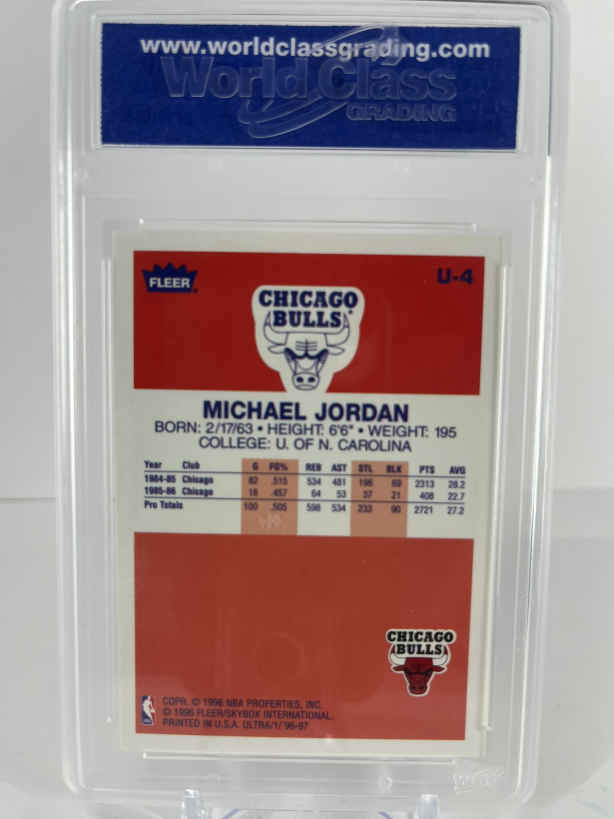 www.worldclassgrading.com
World Class
GRADING
FLEER
U-4
CHICAGO
BULLS
MICHAEL JORDAN
BORN: 2/17/63 • HEIGHT: 6'6" • WEIGHT: 195
COLLEGE: U. OF N. CAROLINA
Year Club G FG% REB AST STL BLK PTS AVG
1984-85 Chicago 82 .515 534 481 196 69 2313 28.2
1985-86 Chicago 18 .457 64 53 37 21 408 22.7
Pro Totals 100 .505 598 534 233 90 2721 27.2
CHICAGO
BULLS
COPR. © 1996 NBA PROPERTIES, INC.
© 1996 FLEER/SKYBOX INTERNATIONAL.
PRINTED IN U.S.A. ULTRA/1/'96-97